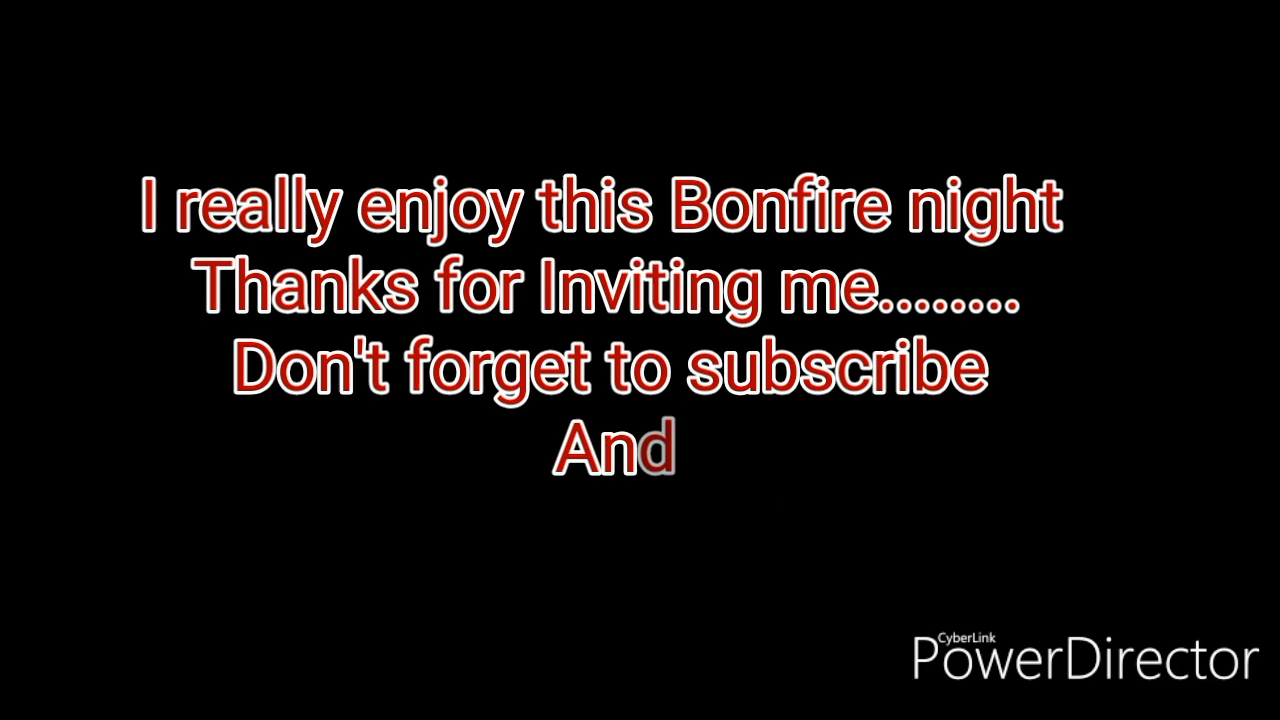 I really enjoy this Bonfire night
Thanks for Inviting me........
Don't forget to subscribe
And
CyberLink
PowerDirector